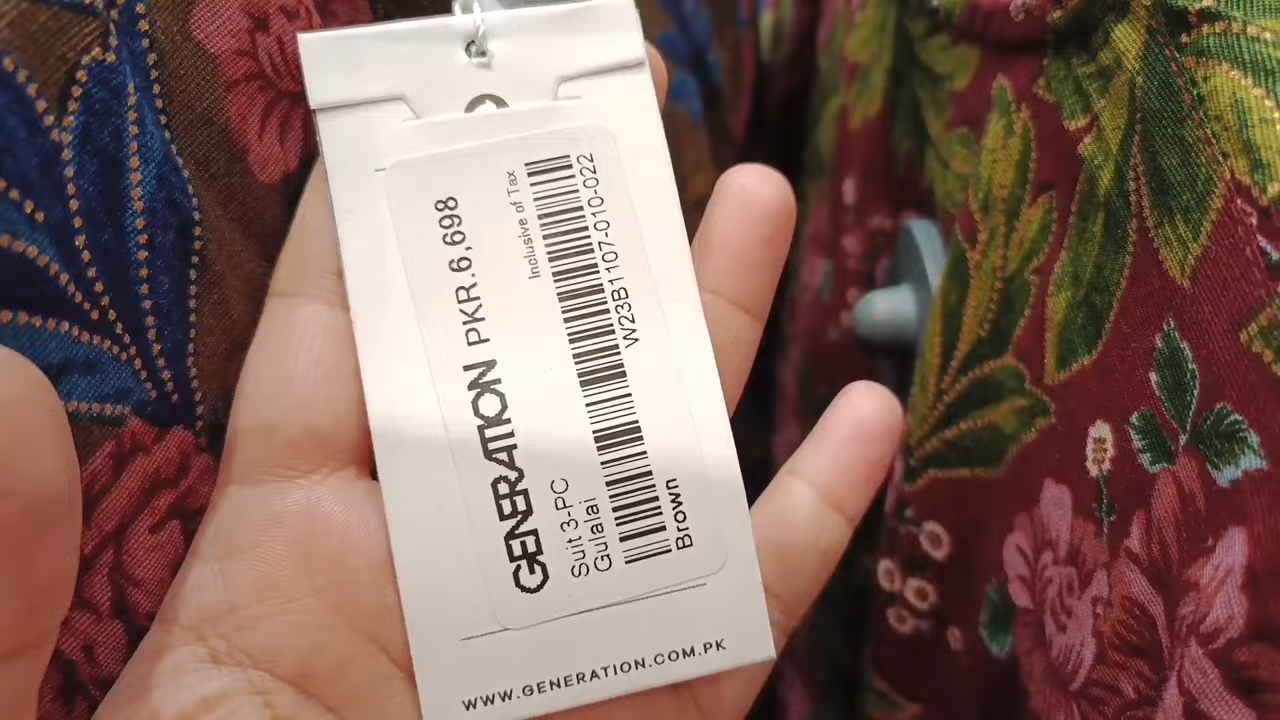 GENERATION PKR.6,698
Inclusive of Tax
Suit 3-PC
Gulalai
W23B1107-010-022
Brown
WWW.GENERATION.COM.PK